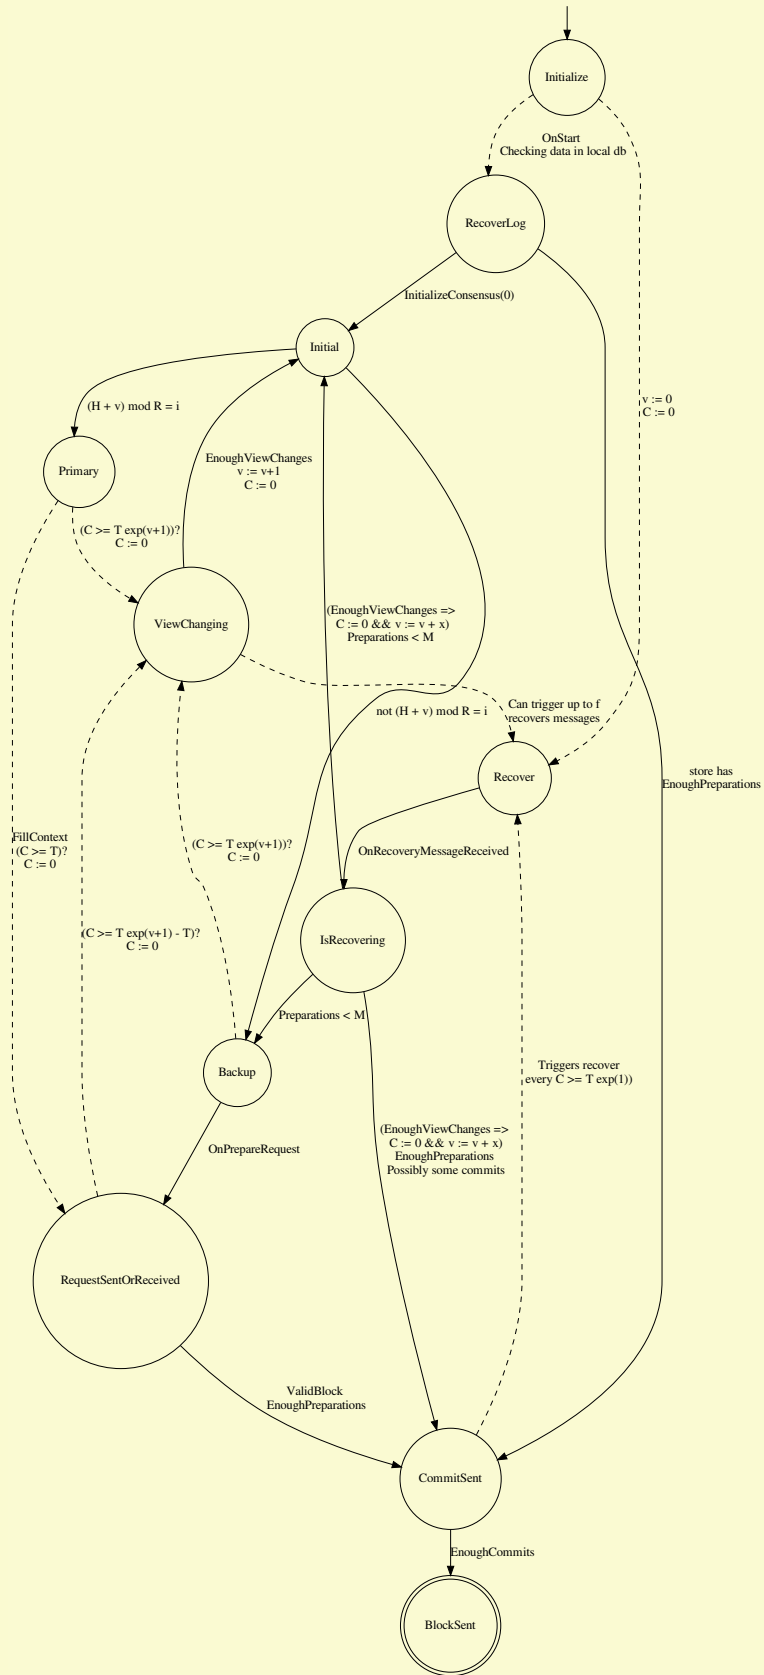 Initialize
OnStart
Checking data in local db
RecoverLog
InitializeConsensus(0)
Initial
(H + v) mod R = i
v := 0
C := 0
Primary
EnoughViewChanges
v := v+1
C := 0
(C >= T exp(v+1))?
C := 0
ViewChanging
(EnoughViewChanges =>
C := 0 && v := v + x)
Preparations < M
not (H + v) mod R = i
Can trigger up to f
recovers messages
Recover
store has
EnoughPreparations
FillContext
(C >= T)?
C := 0
(C >= T exp(v+1))?
C := 0
OnRecoveryMessageReceived
(C >= T exp(v+1) - T)?
C := 0
IsRecovering
Preparations < M
Backup
Triggers recover
every C >= T exp(1))
OnPrepareRequest
(EnoughViewChanges =>
C := 0 && v := v + x)
EnoughPreparations
Possibly some commits
RequestSentOrReceived
ValidBlock
EnoughPreparations
CommitSent
EnoughCommits
BlockSent